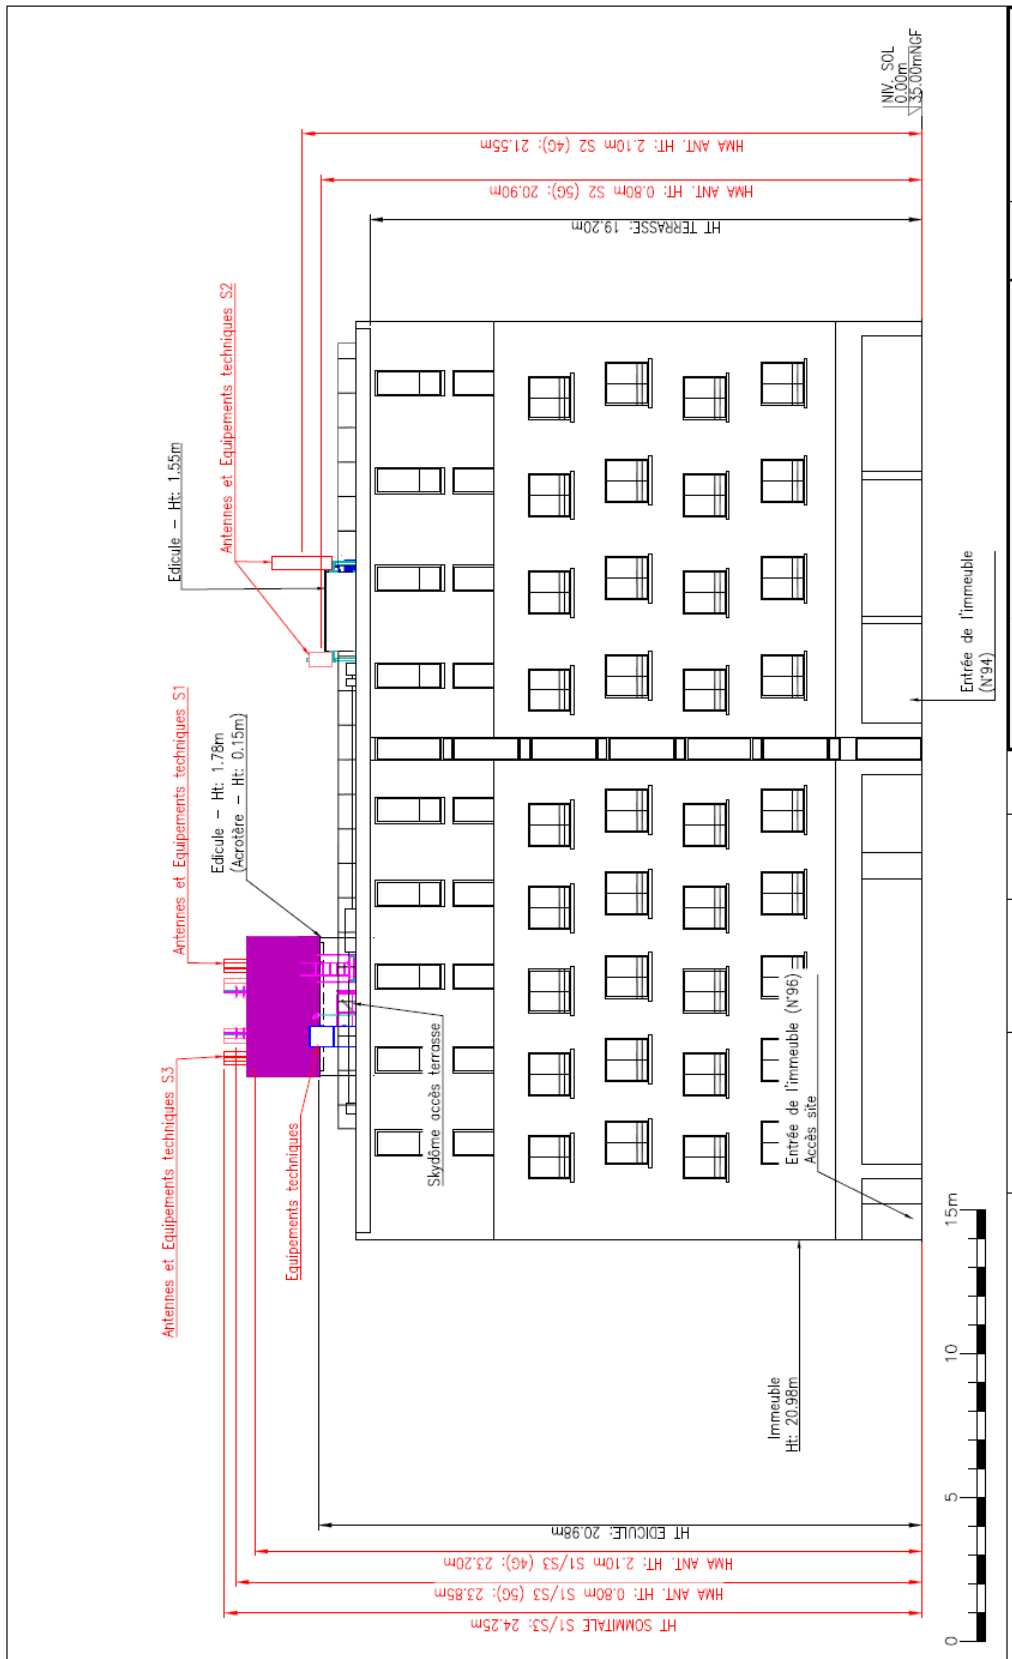 NIV. SOL
0.00m
35.00mNGF
HMA ANT. HT: 2.10m S2 (4G): 21.55m
HMA ANT. HT: 0.80m S2 (5G): 20.90m
HT TERRASSE: 19.20m
Antennes et Equipements techniques S2
Edicule – Ht: 1.55m
Entrée de l'immeuble
(N°94)
Antennes et Equipements techniques S1
Edicule – Ht: 1.78m
(Acrotère – Ht: 0.15m)
Antennes et Equipements techniques S3
Equipements techniques
Skydôme accès terrasse
Entrée de l'immeuble (N°96)
Accès site
Immeuble
Ht: 20.98m
HT EDICULE: 20.98m
HMA ANT. HT: 2.10m S1/S3 (4G): 23.20m
HMA ANT. HT: 0.80m S1/S3 (5G): 23.85m
HT SOMMITALE S1/S3: 24.25m
0
5
10
15m